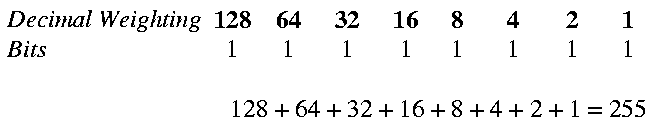 Decimal Weighting 128 64 32 16 8 4 2 1
Bits 1 1 1 1 1 1 1 1
128 + 64 + 32 + 16 + 8 + 4 + 2 + 1 = 255